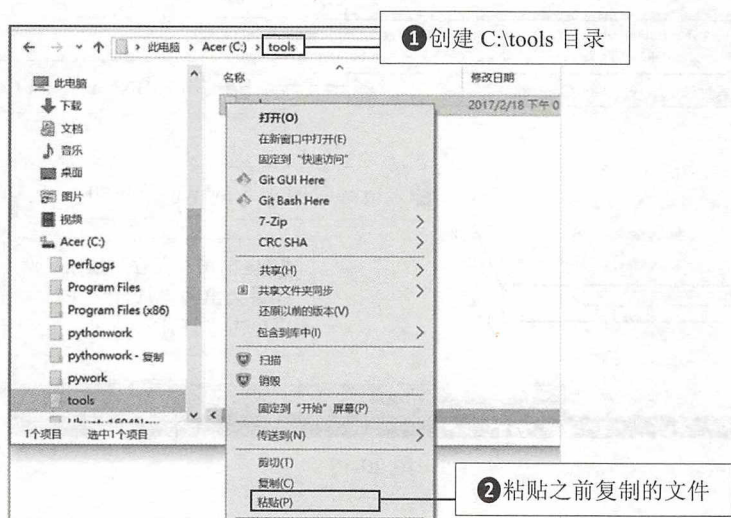 ❶创建 C:\tools 目录
此电脑 > Acer (C:) > tools
名称
修改日期
此电脑
下载
文档
音乐
桌面
图片
视频
Acer (C:)
PerfLogs
Program Files
Program Files (x86)
pythonwork
pythonwork - 复制
pywork
tools
1个项目 选中1个项目
2017/2/18 下午 0
打开(O)
在新窗口中打开(E)
固定到“快速访问”
Git GUI Here
Git Bash Here
7-Zip
CRC SHA
共享(H)
共享文件夹同步
还原以前的版本(V)
包含到库中(I)
扫描
销毁
固定到“开始”屏幕(P)
传送到(N)
剪切(T)
复制(C)
粘贴(P)
❷粘贴之前复制的文件